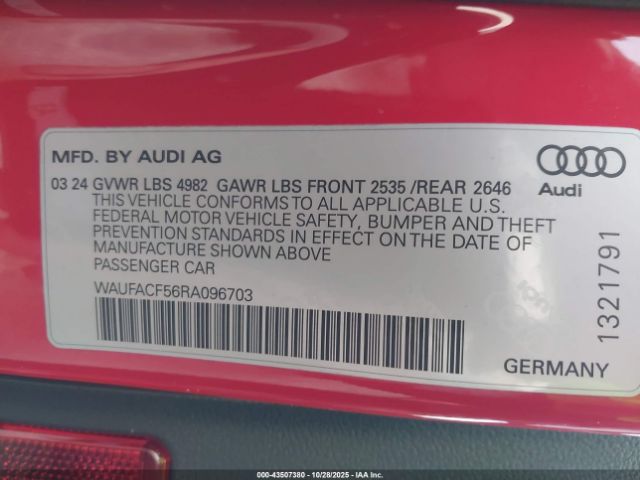 MFD. BY AUDI AG
03 24 GVWR LBS 4982 GAWR LBS FRONT 2535 /REAR 2646
THIS VEHICLE CONFORMS TO ALL APPLICABLE U.S.
FEDERAL MOTOR VEHICLE SAFETY, BUMPER AND THEFT
PREVENTION STANDARDS IN EFFECT ON THE DATE OF
MANUFACTURE SHOWN ABOVE
PASSENGER CAR
WAUFACF56RA096703
Audi
1321791
GERMANY
000-43507380 | 10/28/2025 | IAAI.COM